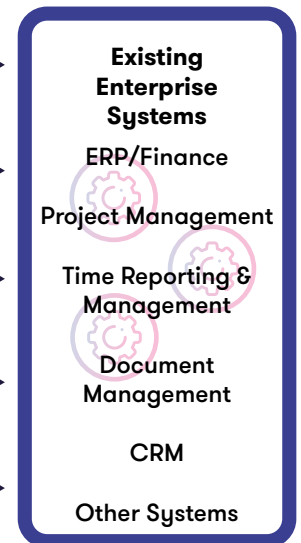 Existing
Enterprise
Systems
ERP/Finance
Project Management
Time Reporting &
Management
Document
Management
CRM
Other Systems